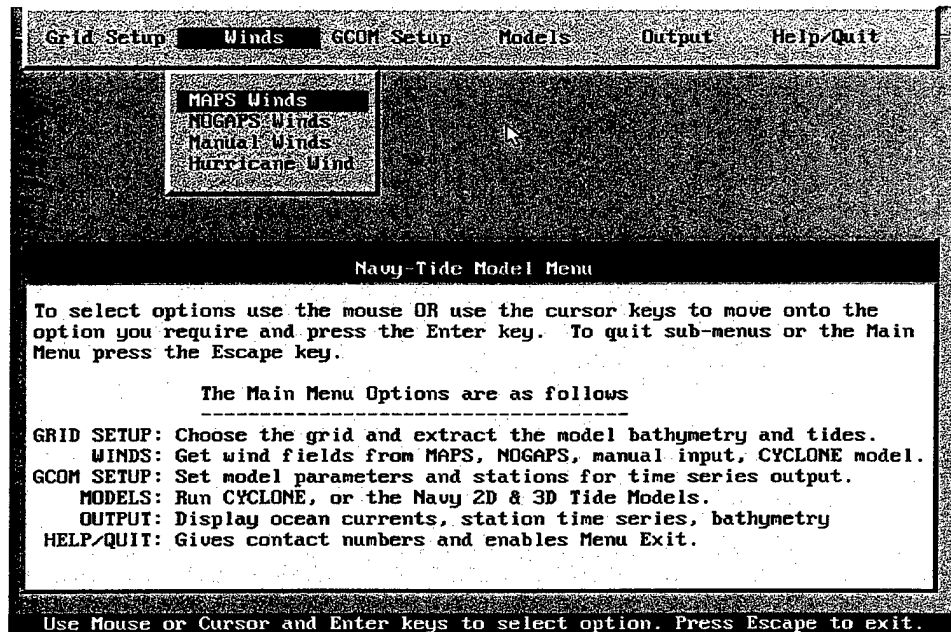 Grid Setup Winds GCOM Setup Models Output Help/Quit
MAPS Winds
NOGAPS Winds
Manual Winds
Hurricane Wind
Navy-Tide Model Menu
To select options use the mouse OR use the cursor keys to move onto the
option you require and press the Enter key. To quit sub-menus or the Main
Menu press the Escape key.
The Main Menu Options are as follows
----------------------------------------
GRID SETUP: Choose the grid and extract the model bathymetry and tides.
WINDS: Get wind fields from MAPS, NOGAPS, manual input, CYCLONE model.
GCOM SETUP: Set model parameters and stations for time series output.
MODELS: Run CYCLONE, or the Navy 2D & 3D Tide Models.
OUTPUT: Display ocean currents, station time series, bathymetry
HELP/QUIT: Gives contact numbers and enables Menu Exit.
Use Mouse or Cursor and Enter keys to select option. Press Escape to exit.